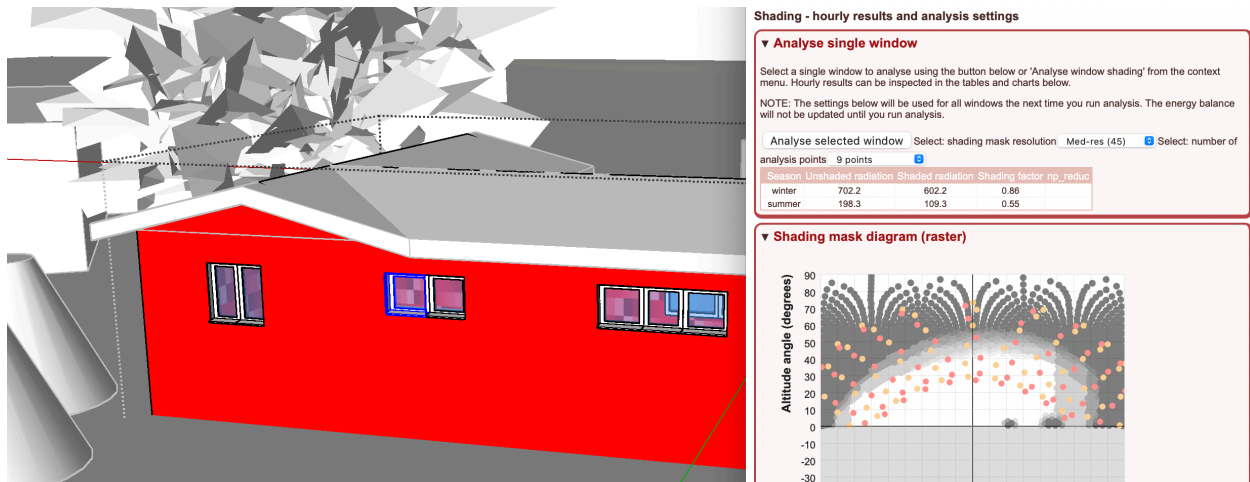 Shading - hourly results and analysis settings
▼ Analyse single window
Select a single window to analyse using the button below or 'Analyse window shading' from the context
menu. Hourly results can be inspected in the tables and charts below.
NOTE: The settings below will be used for all windows the next time you run analysis. The energy balance
will not be updated until you run analysis.
Analyse selected window Select: shading mask resolution Med-res (45) Select: number of
analysis points 9 points
Season Unshaded radiation Shaded radiation Shading factor np_reduc
winter 702.2 602.2 0.86
summer 198.3 109.3 0.55
▼ Shading mask diagram (raster)
Altitude angle (degrees)
90
80
70
60
50
40
30
20
10
0
-10
-20
-30